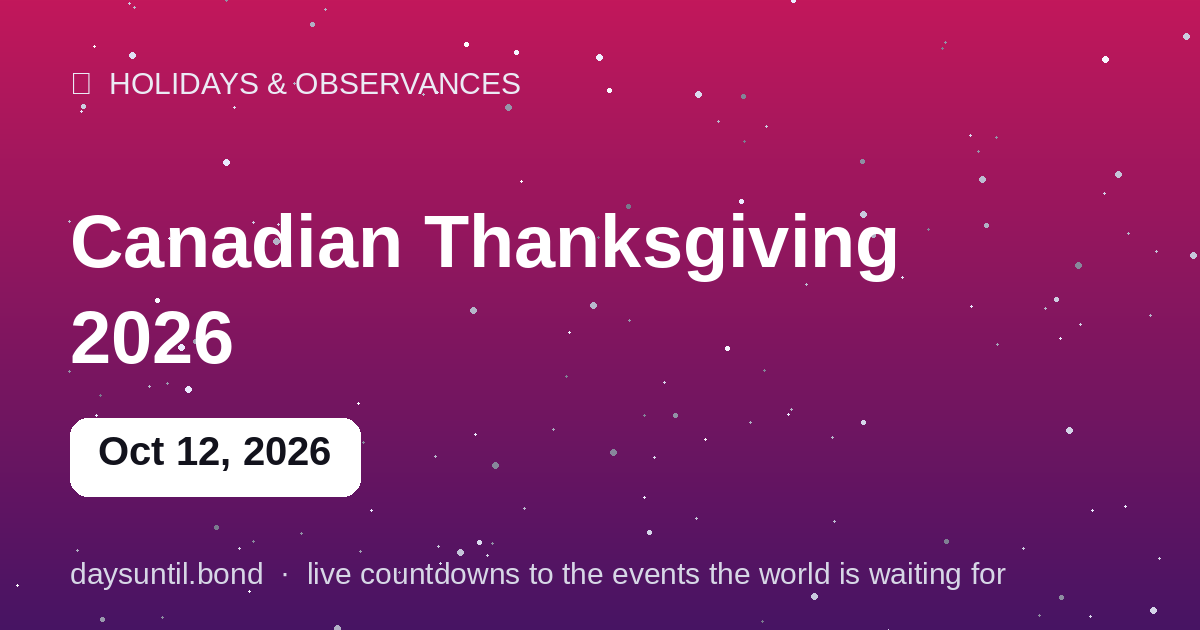 HOLIDAYS & OBSERVANCES
Canadian Thanksgiving
2026
Oct 12, 2026
daysuntil.bond · live countdowns to the events the world is waiting for